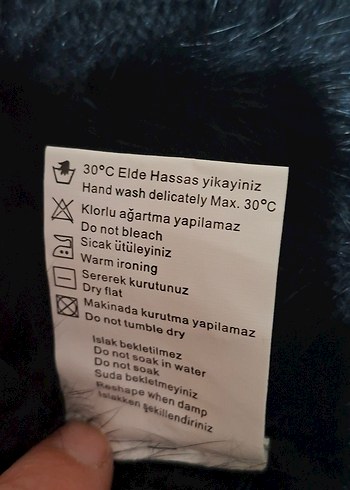 30°C Elde Hassas yikayiniz
Hand wash delicately Max. 30°C
Klorlu ağartma yapilamaz
Do not bleach
Sicak ütüleyiniz
Warm ironing
Sererek kurutunuz
Dry flat
Makinada kurutma yapilamaz
Do not tumble dry
Islak bekletilmez
Do not soak in water
Do not soak
Suda bekletmeyiniz
Reshape when damp
Islakken şekillendiriniz